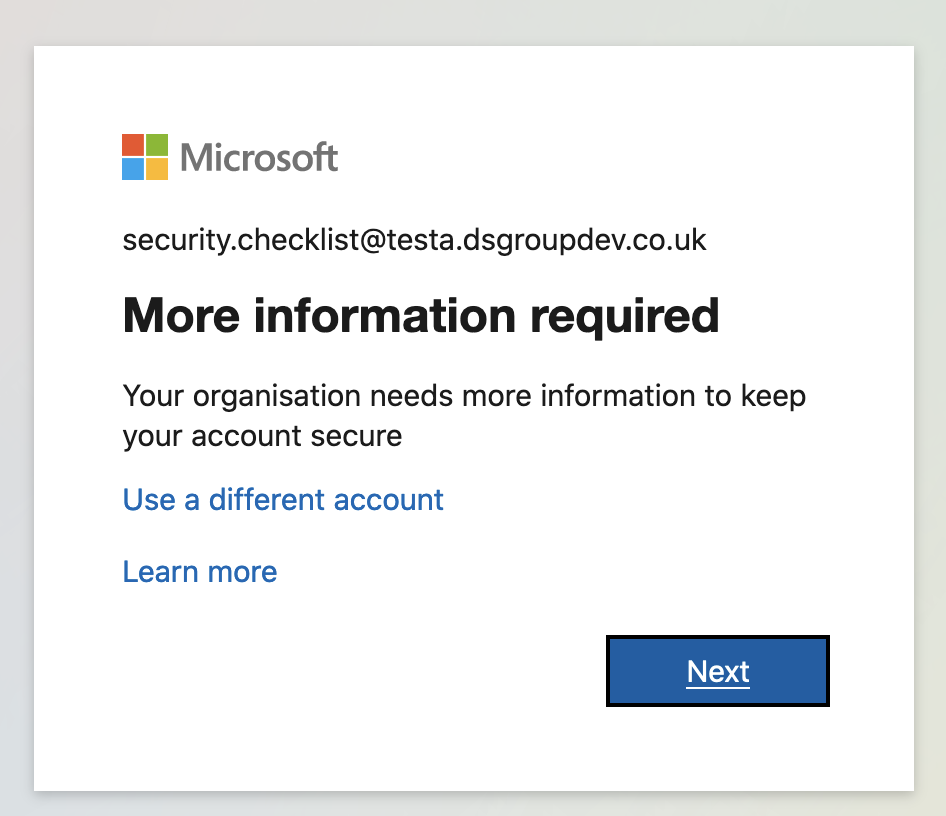 Microsoft
security.checklist@testa.dsgroupdev.co.uk
More information required
Your organisation needs more information to keep
your account secure
Use a different account
Learn more
Next